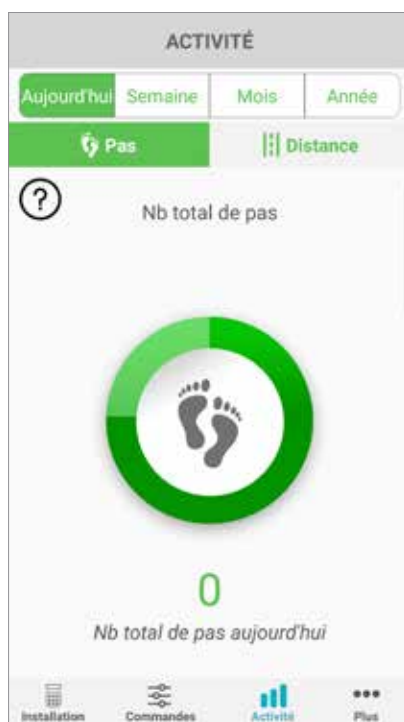 ACTIVITÉ
Aujourd'hui Semaine Mois Année
Pas Distance
?
Nb total de pas
0
Nb total de pas aujourd'hui
Installation Commandes Activité Plus